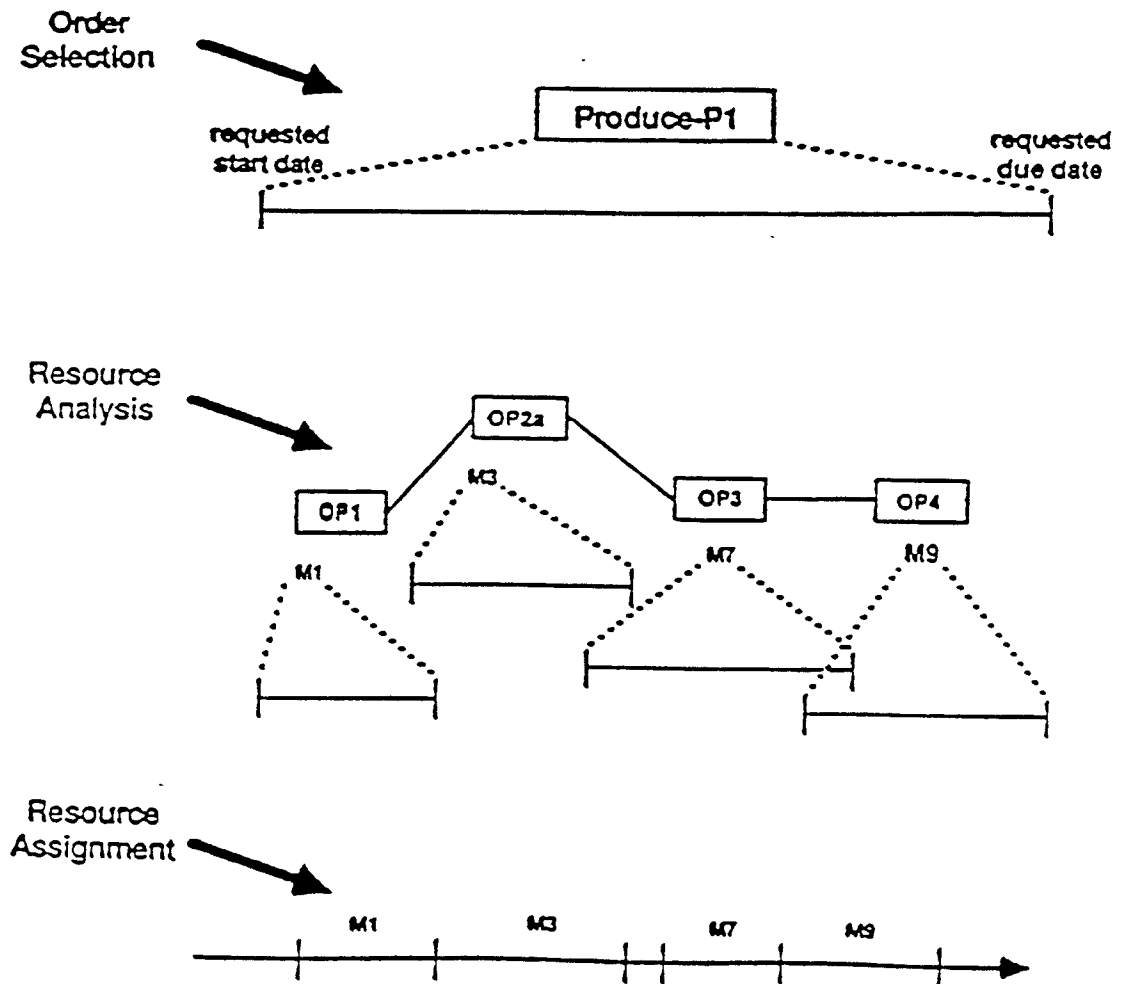 Order
Selection
Produce-P1
requested
start date
requested
due date
Resource
Analysis
OP2a
M3
OP1
OP3
OP4
M1
M7
M9
Resource
Assignment
M1
M3
M7
M9